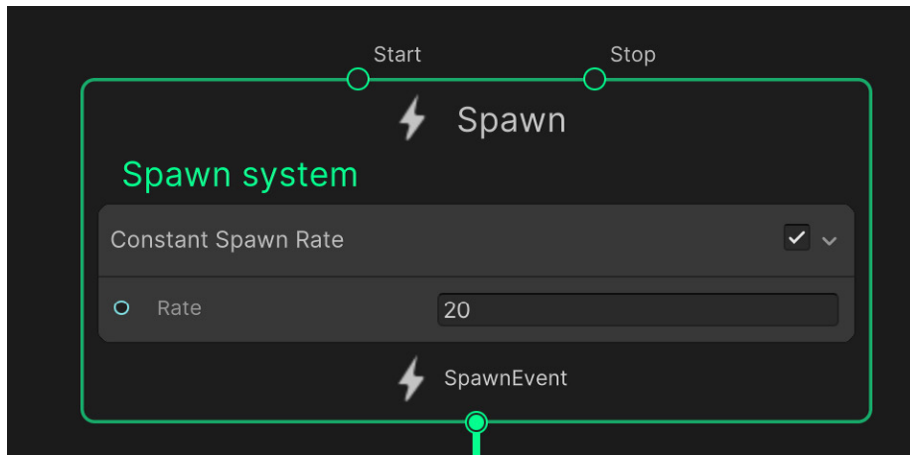 Start Stop
Spawn
Spawn system
Constant Spawn Rate
Rate 20
SpawnEvent